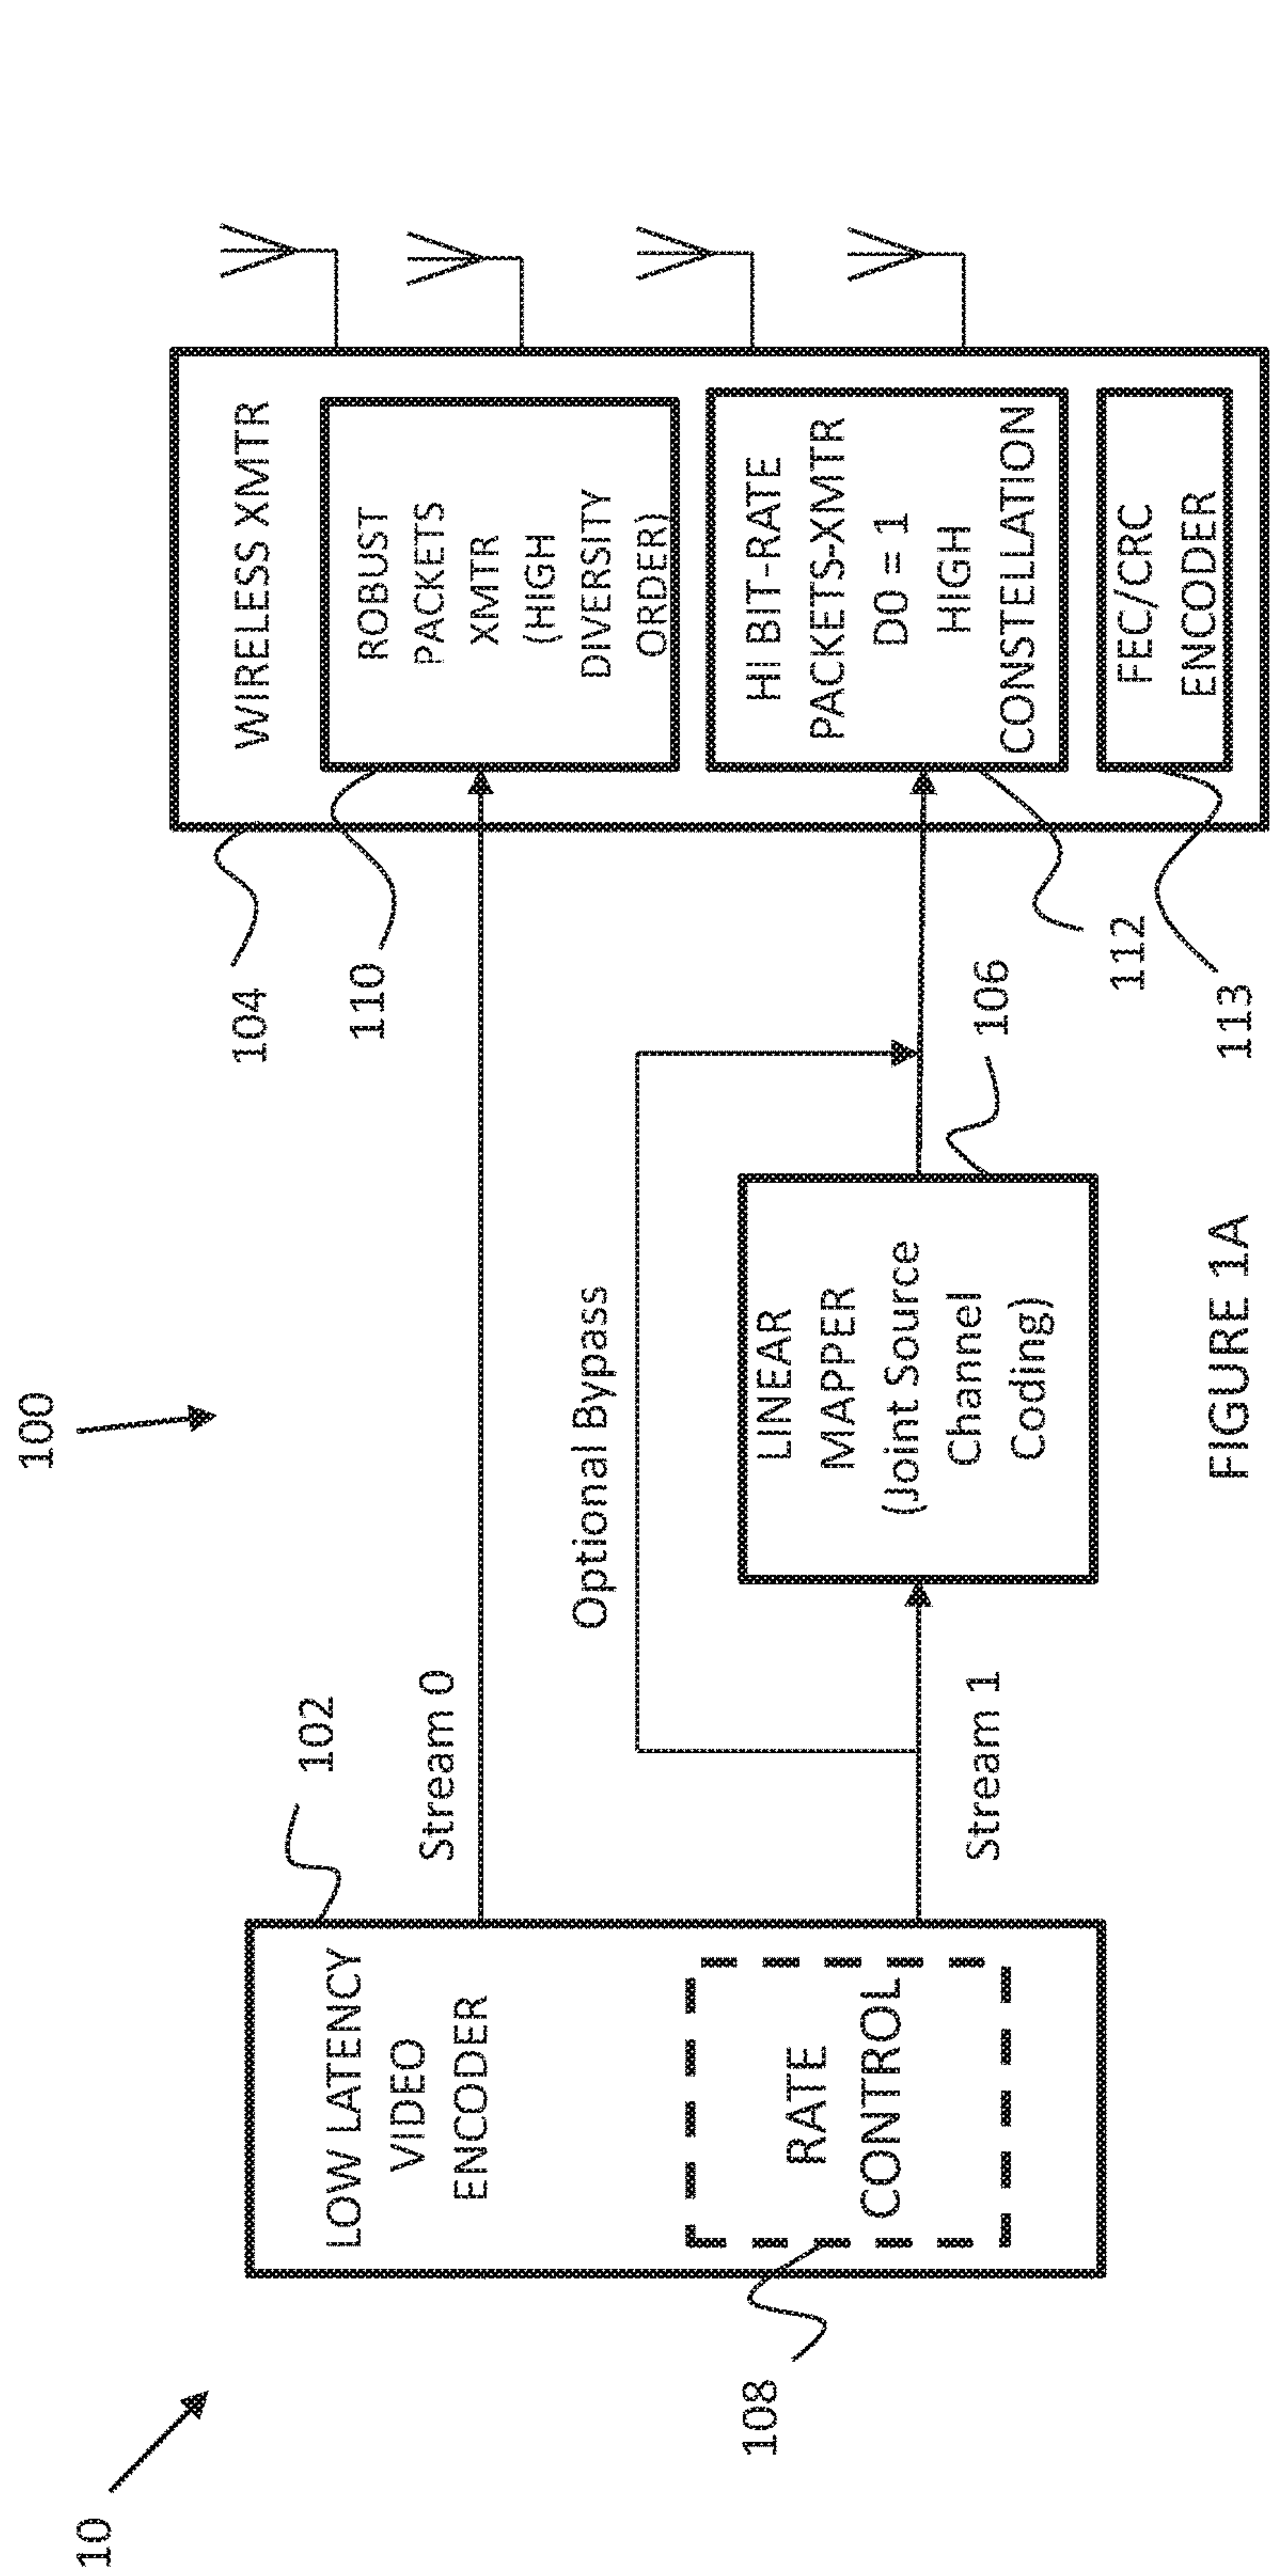 10
100
LOW LATENCY
VIDEO
ENCODER
102
RATE
CONTROL
108
Stream 0
Stream 1
Optional Bypass
LINEAR
MAPPER
(Joint Source
Channel
Coding)
106
WIRELESS XMTR
104
ROBUST
PACKETS
XMTR
(HIGH
DIVERSITY
ORDER)
110
HI BIT-RATE
PACKETS-XMTR
DO = 1
HIGH
CONSTELLATION
112
FEC/CRC
ENCODER
113
FIGURE 1A